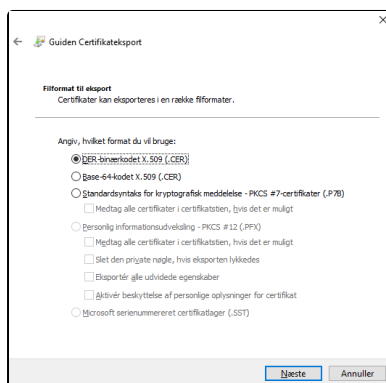 Guiden Certifikateksport
Filformat til eksport
Certifikater kan eksporteres i en række filformater.
Angiv, hvilket format du vil bruge:
DER-binærkodet X.509 (.CER)
Base-64-kodet X.509 (.CER)
Standardsyntaks for kryptografisk meddelelse - PKCS #7-certifikater (.P7B)
Medtag alle certifikater i certifikatstien, hvis det er muligt
Personlig informationsudveksling - PKCS #12 (.PFX)
Medtag alle certifikater i certifikatstien, hvis det er muligt
Slet den private nøgle, hvis eksporten lykkedes
Eksportér alle udvidede egenskaber
Aktivér beskyttelse af personlige oplysninger for certifikat
Microsoft serienummereret certifikatlager (.SST)
Næste
Annuller